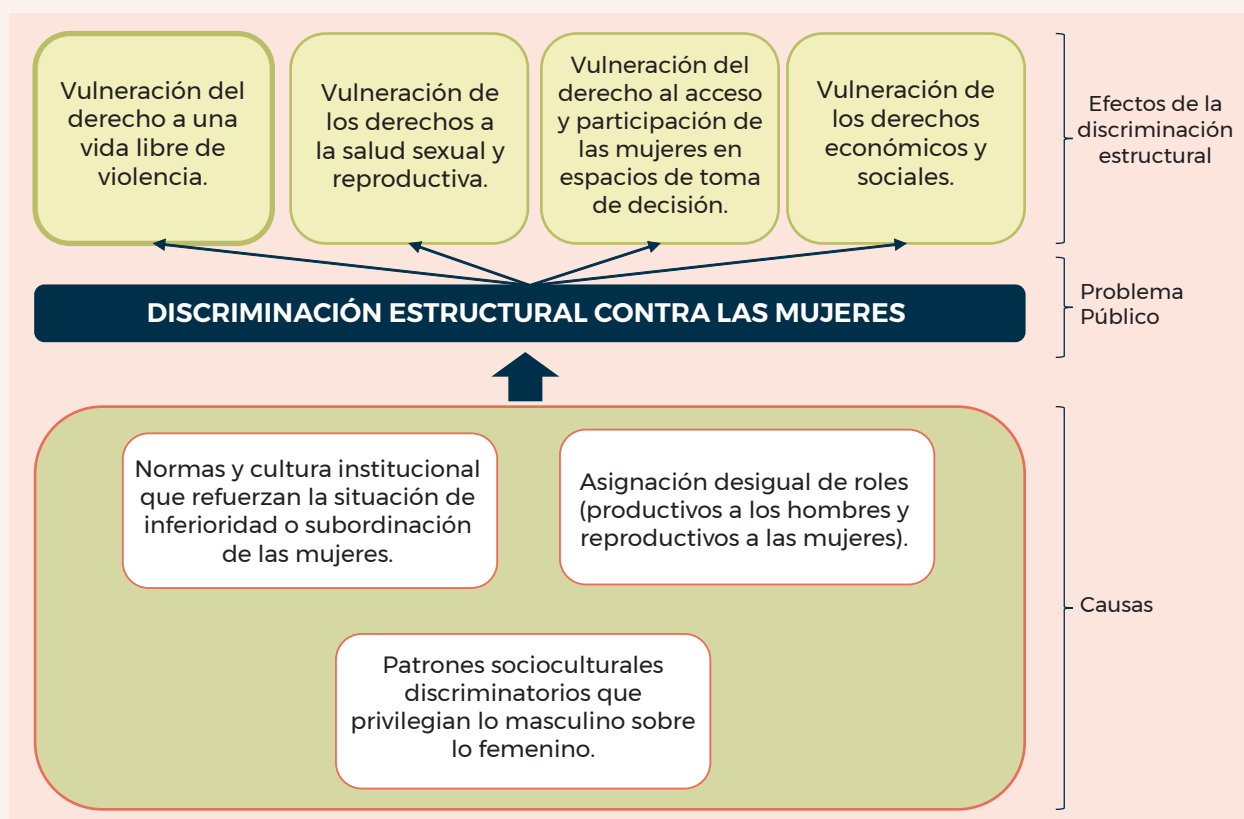 Vulneración del
derecho a una
vida libre de
violencia.
Vulneración de
los derechos a
la salud sexual y
reproductiva.
Vulneración del
derecho al acceso
y participación de
las mujeres en
espacios de toma
de decisión.
Vulneración de
los derechos
económicos y
sociales.
Efectos de la
discriminación
estructural
DISCRIMINACIÓN ESTRUCTURAL CONTRA LAS MUJERES
Problema
Público
Normas y cultura institucional
que refuerzan la situación de
inferioridad o subordinación
de las mujeres.
Asignación desigual de roles
(productivos a los hombres y
reproductivos a las mujeres).
Patrones socioculturales
discriminatorios que
privilegian lo masculino sobre
lo femenino.
Causas